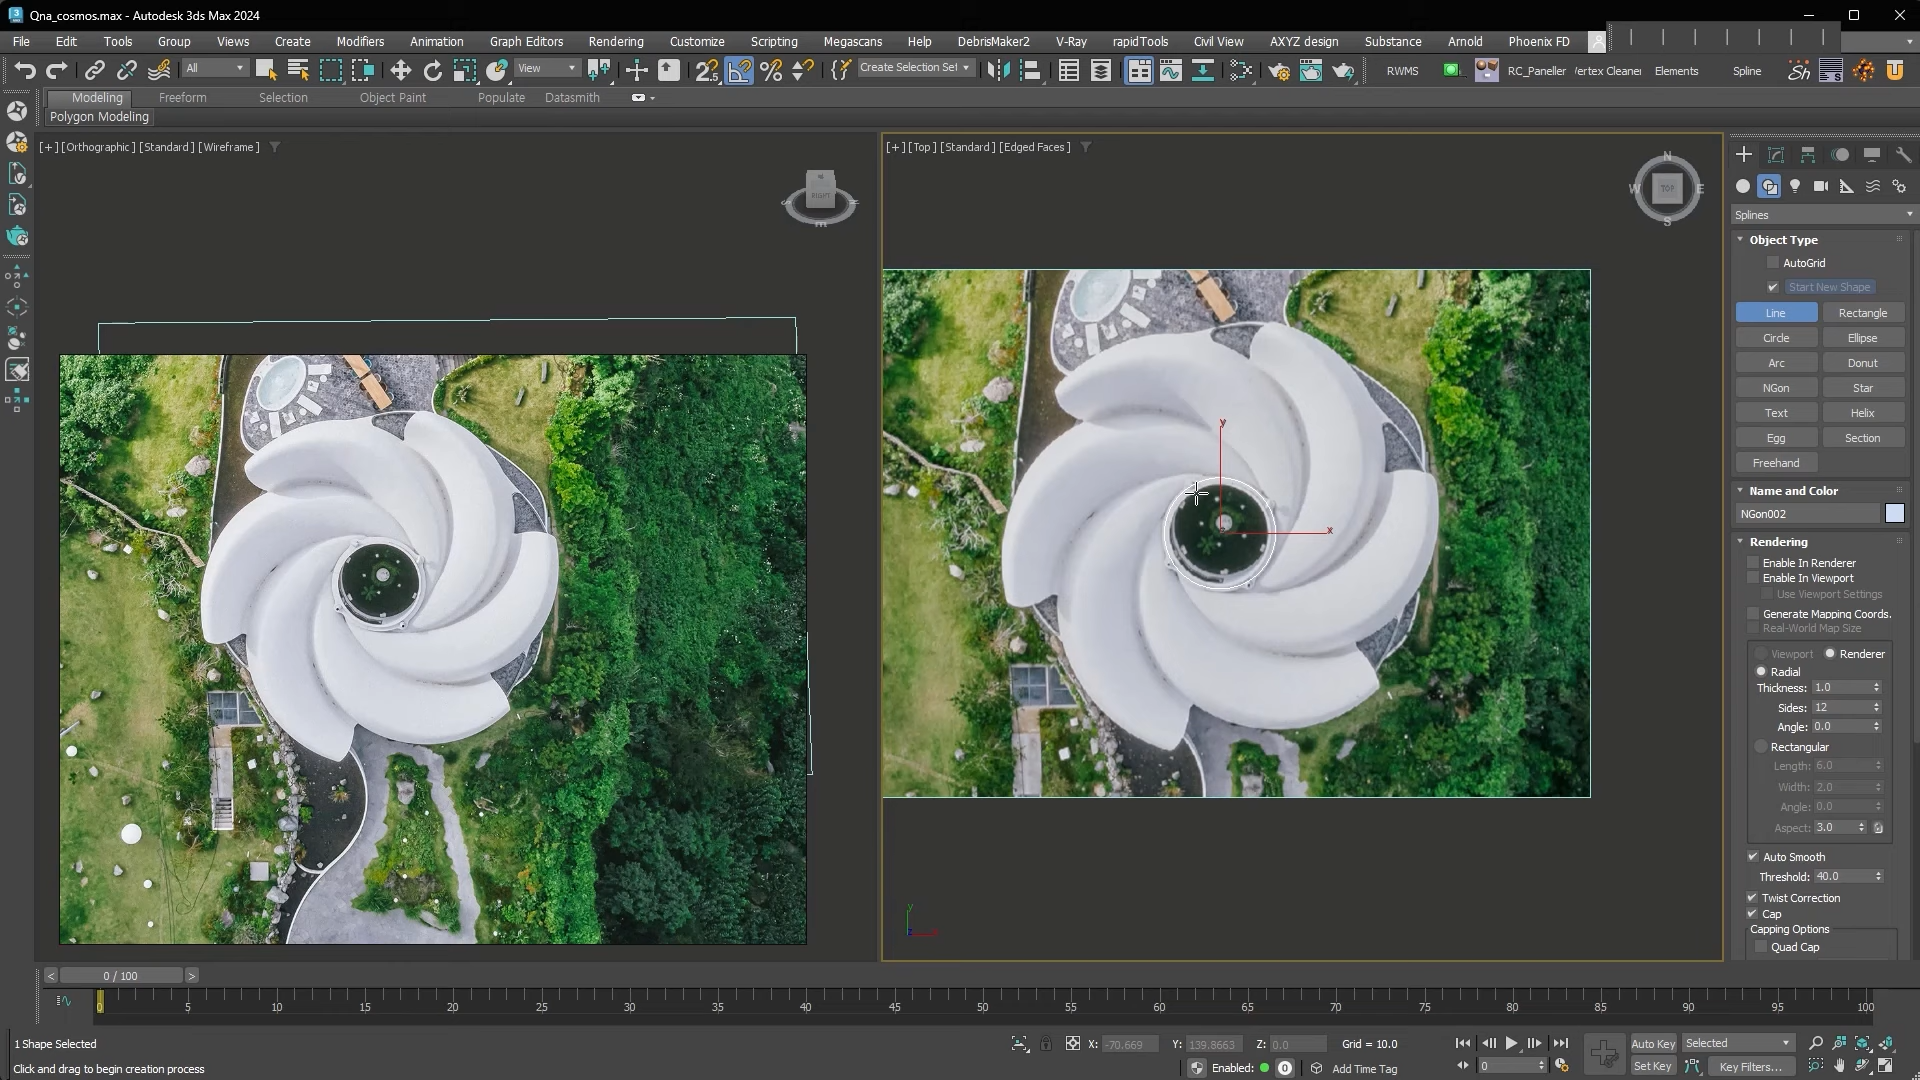 Qna_cosmos.max - Autodesk 3ds Max 2024
File Edit Tools Group Views Create Modifiers Animation Graph Editors Rendering Customize Scripting Megascans Help DebrisMaker2 V-Ray rapidTools Civil View AXYZ design Substance Arnold Phoenix FD
All View Create Selection Set RWMS RC_Paneller /ertex Cleaner Elements Spline
Modeling Freeform Selection Object Paint Populate Datasmith
Polygon Modeling
[+] [Orthographic] [Standard] [Wireframe]
RIGHT
[+] [Top] [Standard] [Edged Faces]
N
W TOP E
S
y
x
y
Splines
Object Type
AutoGrid
Start New Shape
Line Rectangle
Circle Ellipse
Arc Donut
NGon Star
Text Helix
Egg Section
Freehand
Name and Color
NGon002
Rendering
Enable In Renderer
Enable In Viewport
Use Viewport Settings
Generate Mapping Coords.
Real-World Map Size
Viewport Renderer
Radial
Thickness: 1.0
Sides: 12
Angle: 0.0
Rectangular
Length: 6.0
Width: 2.0
Angle: 0.0
Aspect: 3.0
Auto Smooth
Threshold: 40.0
Twist Correction
Cap
Capping Options
Quad Cap
< 0 / 100 >
0 5 10 15 20 25 30 35 40 45 50 55 60 65 70 75 80 85 90 95 100
1 Shape Selected
X: -70.669 Y: 139.8663 Z: 0.0 Grid = 10.0
Auto Key Selected
Click and drag to begin creation process
Enabled: 0 Add Time Tag
0 Set Key Key Filters...